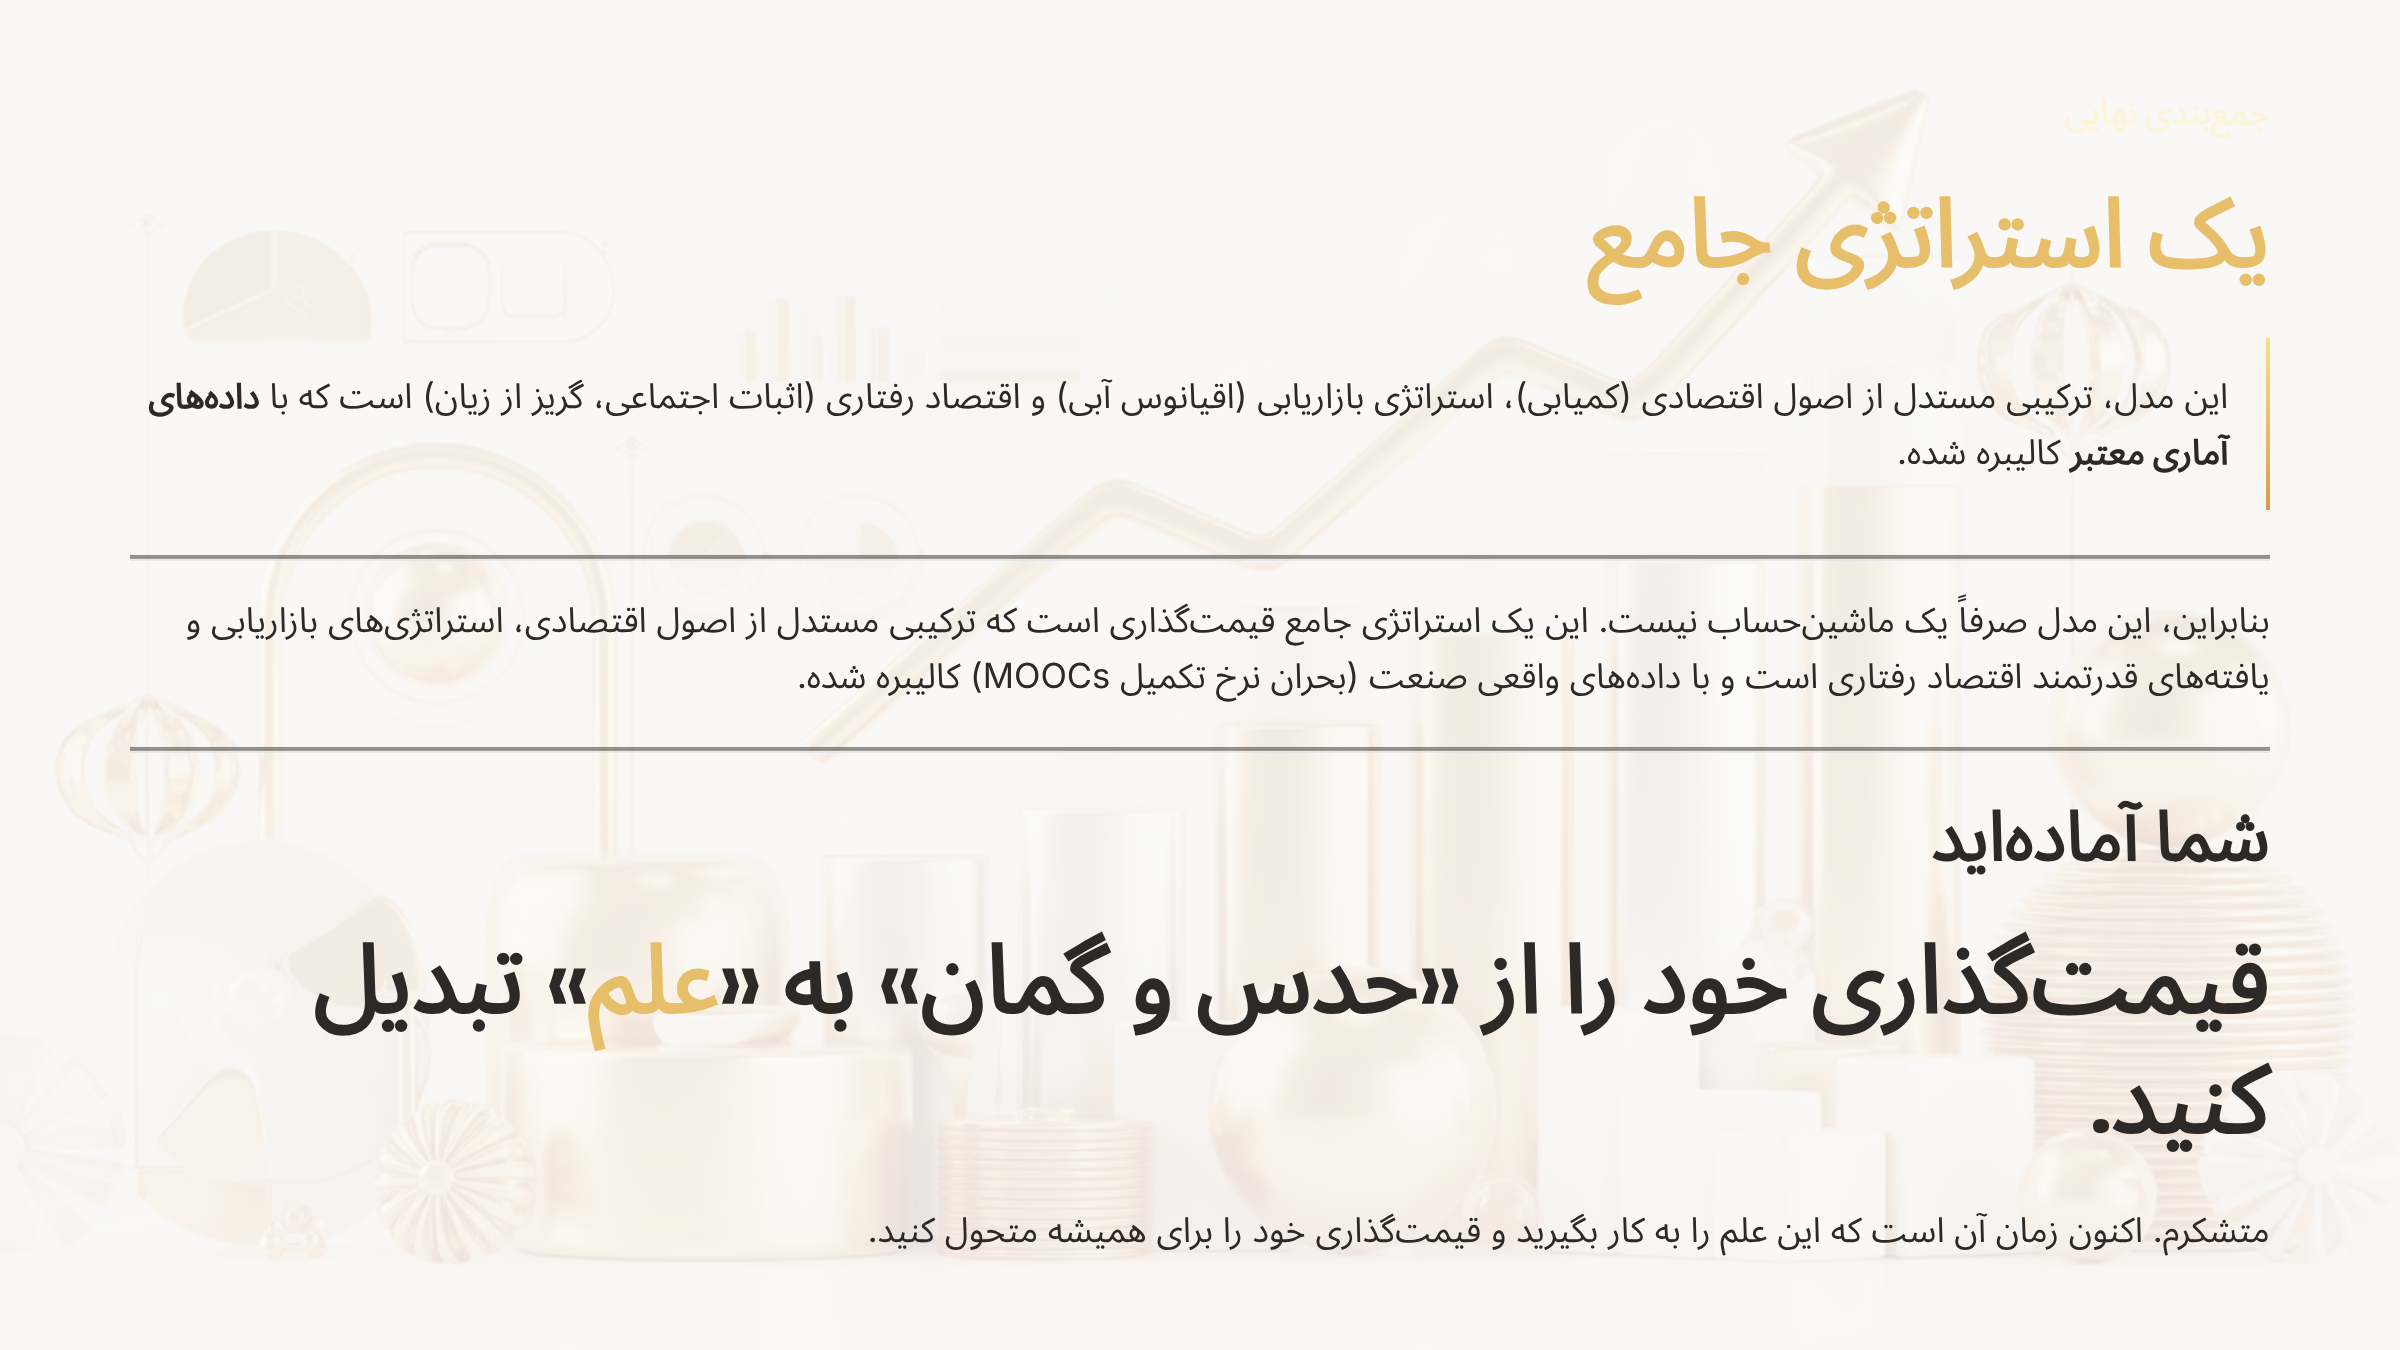 جمع‌بندی نهایی
یک استراتژی جامع
این مدل، ترکیبی مستدل از اصول اقتصادی (کمیابی)، استراتژی بازاریابی (اقیانوس آبی) و اقتصاد رفتاری (اثبات اجتماعی، گریز از زیان) است که با داده‌های
آماری معتبر کالیبره شده.
بنابراین، این مدل صرفاً یک ماشین‌حساب نیست. این یک استراتژی جامع قیمت‌گذاری است که ترکیبی مستدل از اصول اقتصادی، استراتژی‌های بازاریابی و
یافته‌های قدرتمند اقتصاد رفتاری است و با داده‌های واقعی صنعت (بحران نرخ تکمیل MOOCs) کالیبره شده.
شما آماده‌اید
قیمت‌گذاری خود را از «حدس و گمان» به «علم» تبدیل
کنید.
متشکرم. اکنون زمان آن است که این علم را به کار بگیرید و قیمت‌گذاری خود را برای همیشه متحول کنید.